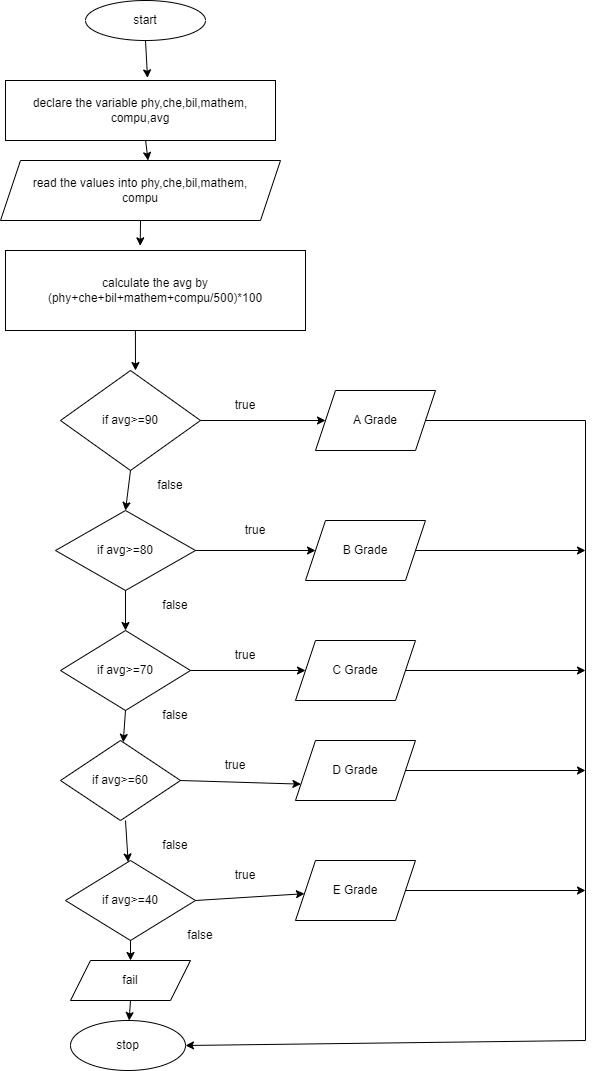 start
declare the variable phy,che,bil,mathem,
compu,avg
read the values into phy,che,bil,mathem,
compu
calculate the avg by
(phy+che+bil+mathem+compu/500)*100
if avg>=90
true
A Grade
false
if avg>=80
true
B Grade
false
if avg>=70
true
C Grade
false
if avg>=60
true
D Grade
false
if avg>=40
true
E Grade
false
fail
stop